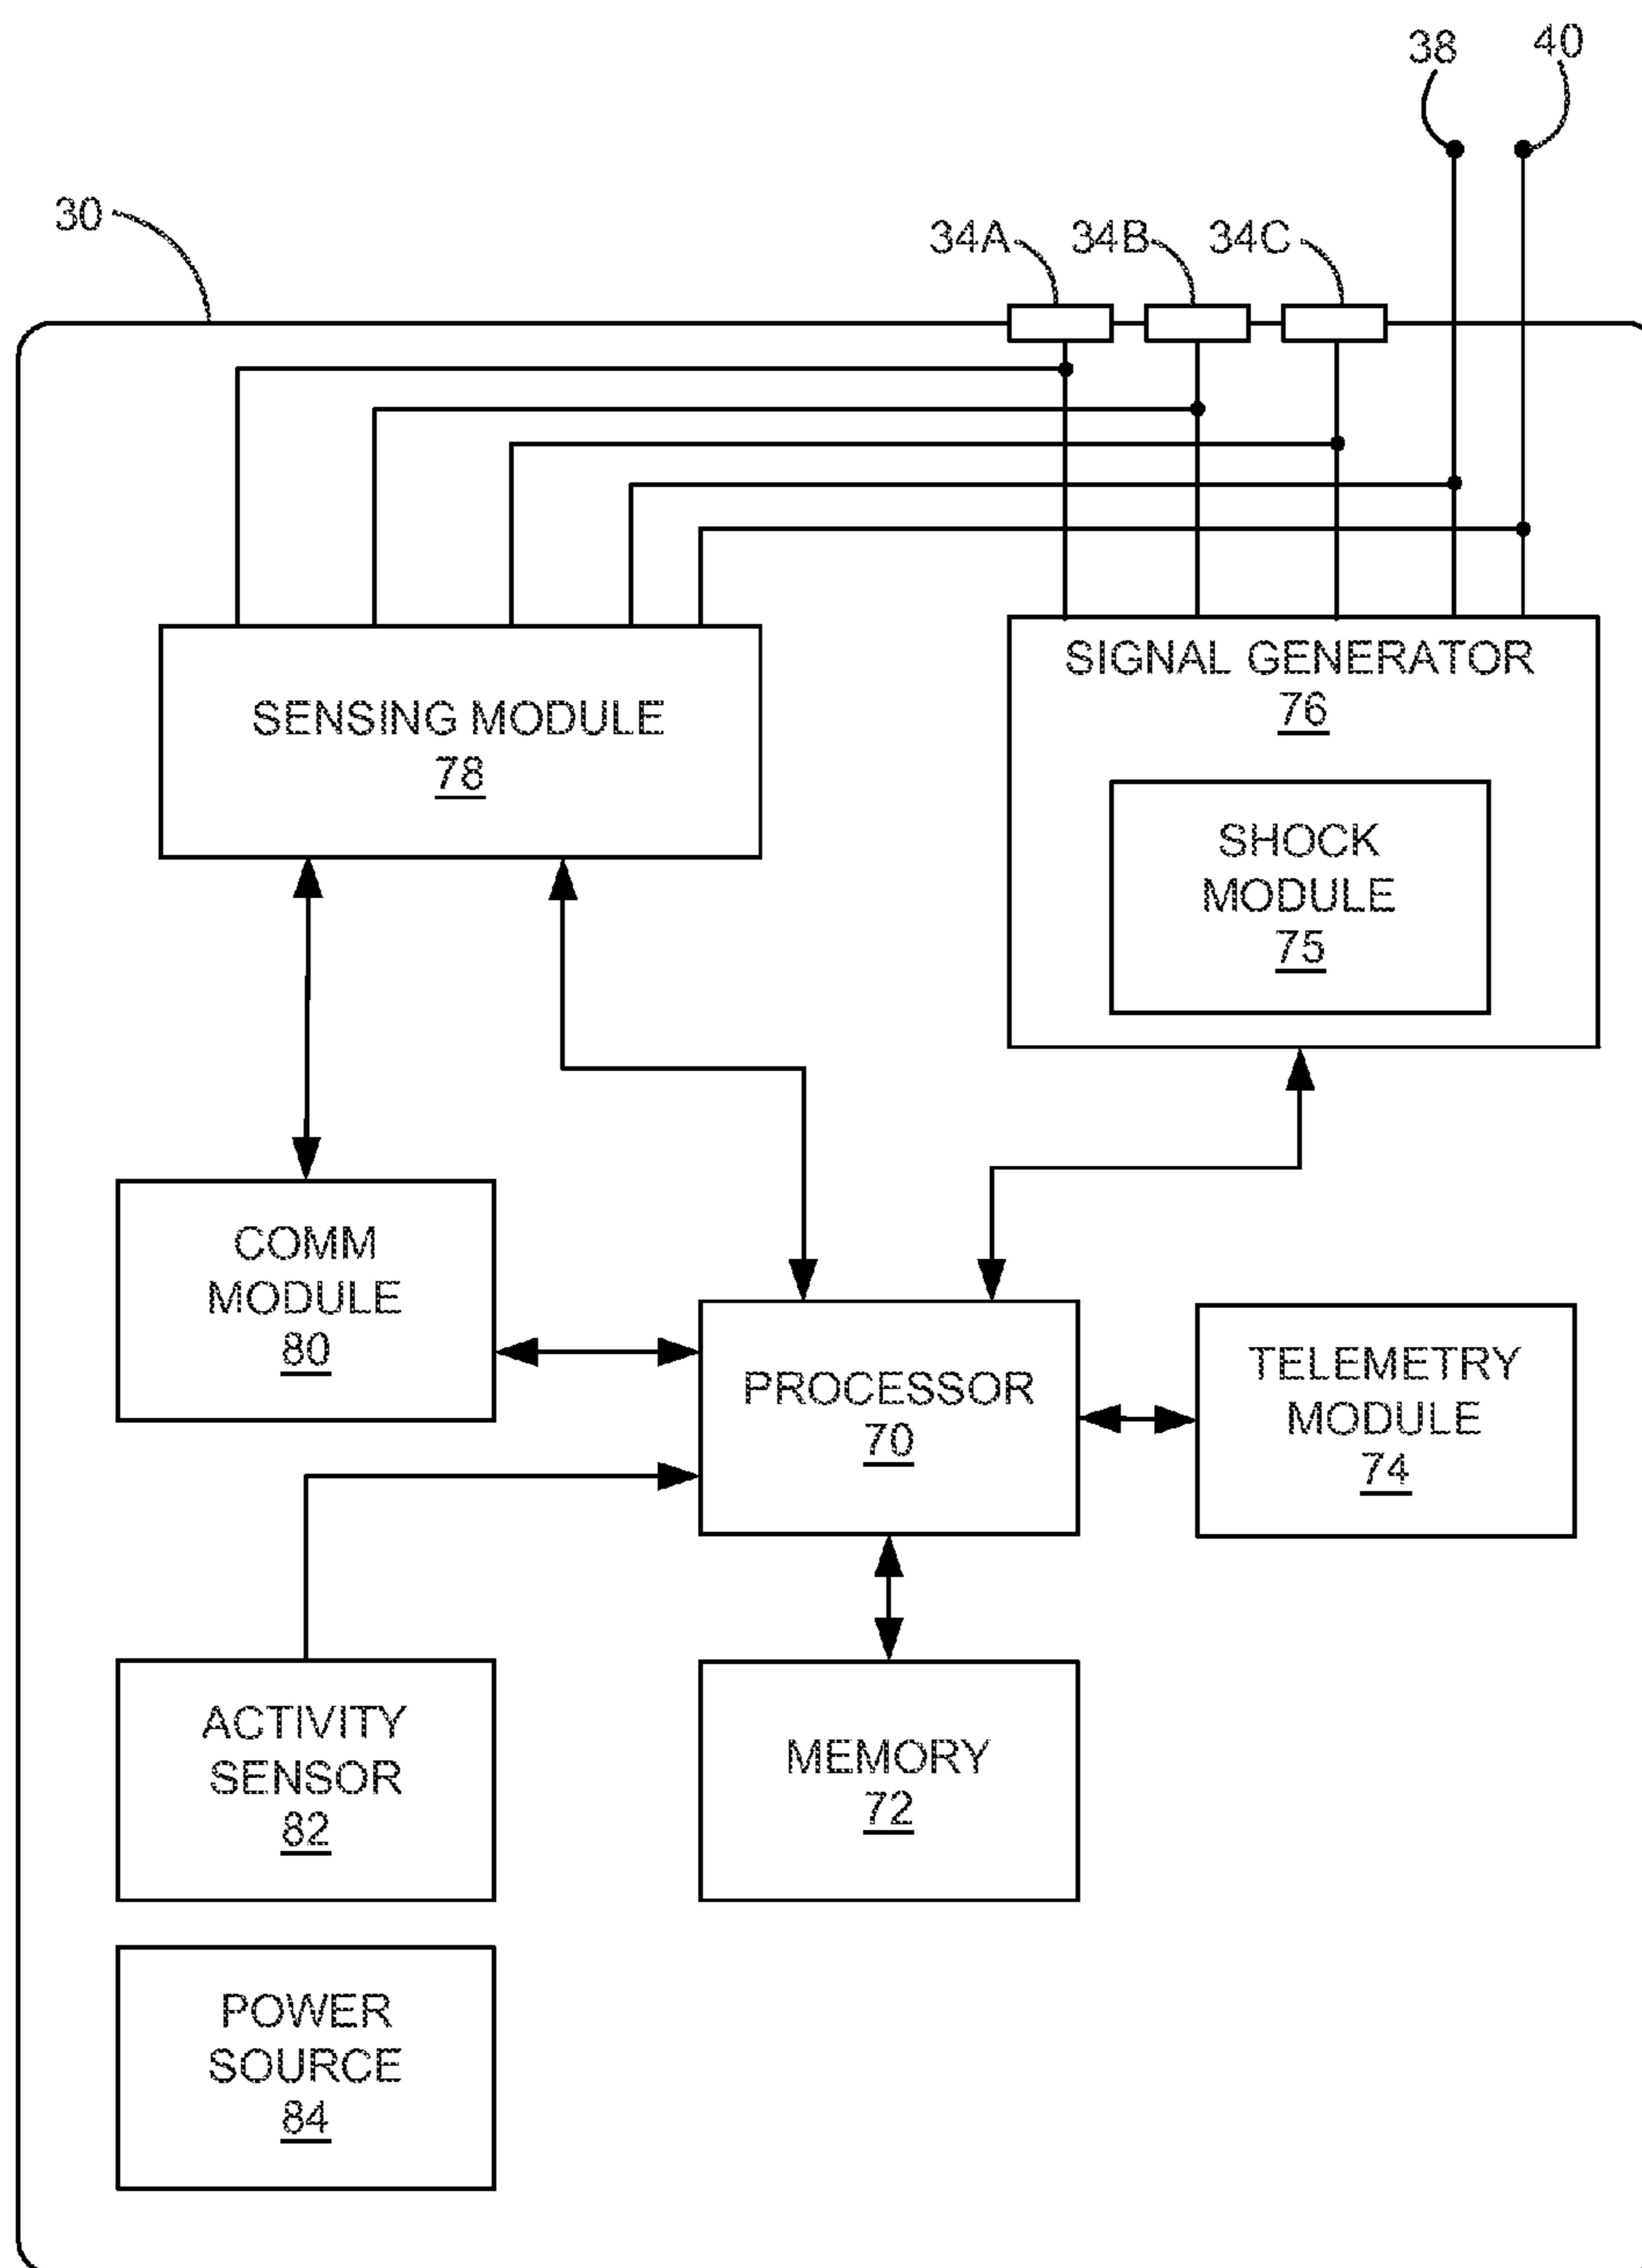 38
40
30
34A
34B
34C
SIGNAL GENERATOR
76
SENSING MODULE
78
SHOCK
MODULE
75
COMM
MODULE
80
PROCESSOR
70
TELEMETRY
MODULE
74
ACTIVITY
SENSOR
82
MEMORY
72
POWER
SOURCE
84